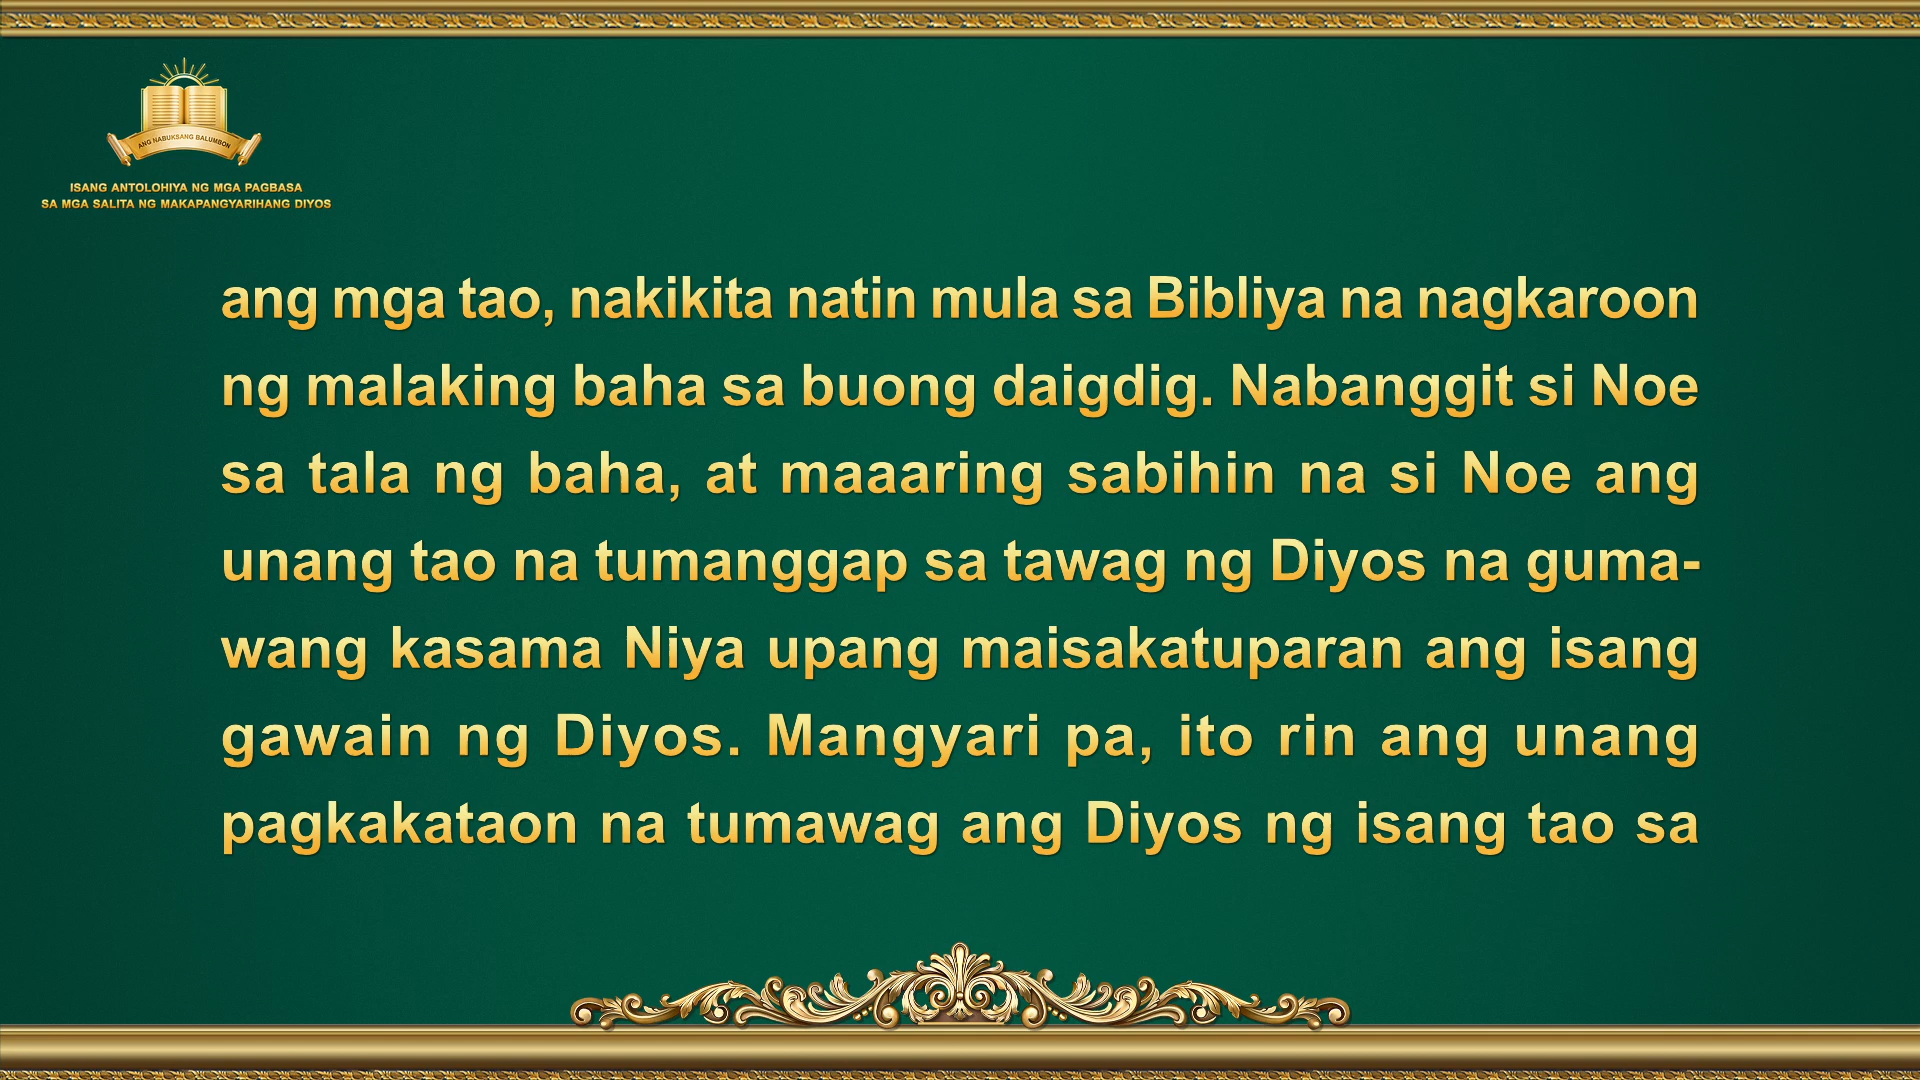 ANG NABUKSANG BALUMBON
ISANG ANTOLOHIYA NG MGA PAGBASA
SA MGA SALITA NG MAKAPANGYARIHANG DIYOS
ang mga tao, nakikita natin mula sa Bibliya na nagkaroon
ng malaking baha sa buong daigdig. Nabanggit si Noe
sa tala ng baha, at maaaring sabihin na si Noe ang
unang tao na tumanggap sa tawag ng Diyos na guma-
wang kasama Niya upang maisakatuparan ang isang
gawain ng Diyos. Mangyari pa, ito rin ang unang
pagkakataon na tumawag ang Diyos ng isang tao sa